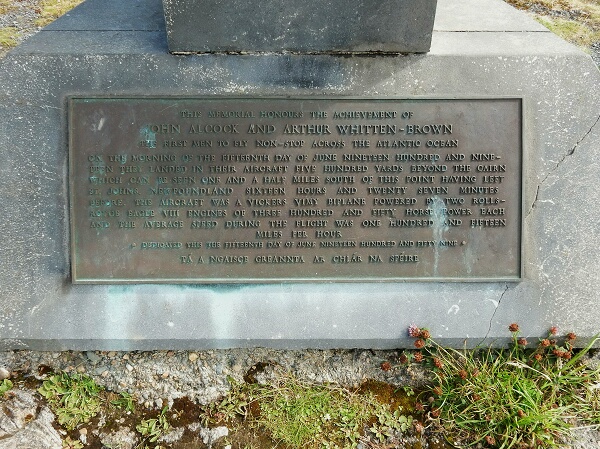 THIS MEMORIAL HONOURS THE ACHIEVEMENT OF
JOHN ALCOCK AND ARTHUR WHITTEN-BROWN
THE FIRST MEN TO FLY NON-STOP ACROSS THE ATLANTIC OCEAN
ON THE MORNING OF THE FIFTEENTH DAY OF JUNE NINETEEN HUNDRED AND NINE-
TEEN THEY LANDED IN THEIR AIRCRAFT FIVE HUNDRED YARDS BEYOND THE CAIRN
WHICH CAN BE SEEN ONE AND A HALF MILES SOUTH OF THIS POINT HAVING LEFT
ST JOHNS NEWFOUNDLAND SIXTEEN HOURS AND TWENTY SEVEN MINUTES
BEFORE. THE AIRCRAFT WAS A VICKERS VIMY BIPLANE POWERED BY TWO ROLLS-
ROYCE EAGLE VIII ENGINES OF THREE HUNDRED AND FIFTY HORSE POWER EACH
AND THE AVERAGE SPEED DURING THE FLIGHT WAS ONE HUNDRED AND FIFTEEN
MILES PER HOUR
THIS THE FIFTEENTH DAY OF JUNE NINETEEN HUNDRED AND FIFTY NINE
TÁ A NGAISCE GREANNTA AR CHLÁR NA SPÉIRE